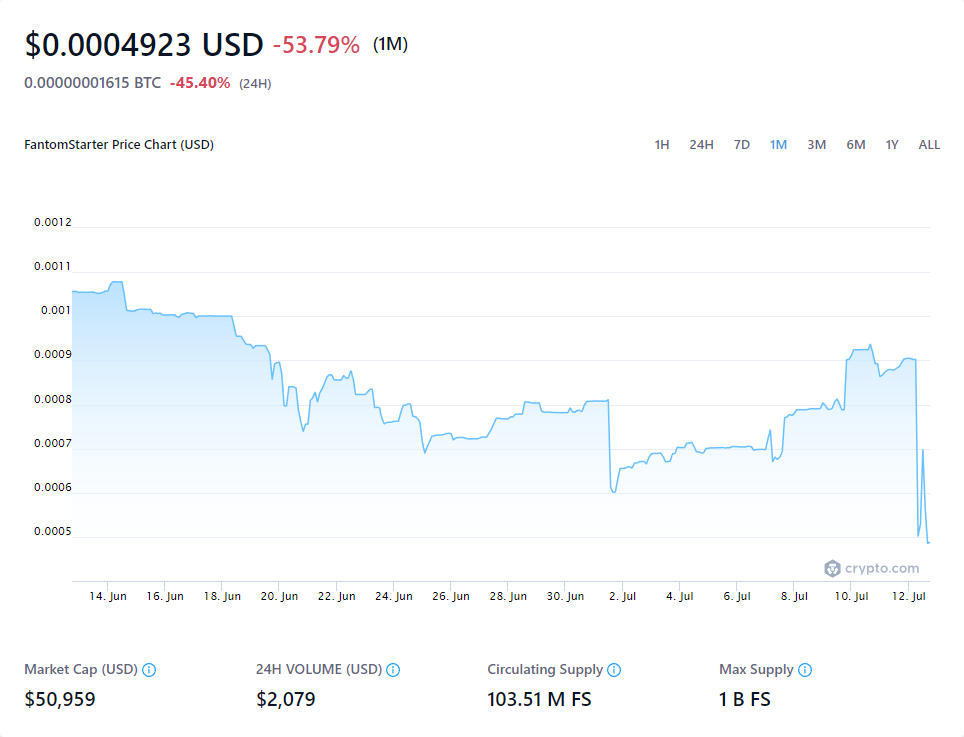 $0.0004923 USD -53.79% (1M)
0.00000001615 BTC -45.40% (24H)
FantomStarter Price Chart (USD) 1H 24H 7D 1M 3M 6M 1Y ALL
0.0012
0.0011
0.001
0.0009
0.0008
0.0007
0.0006
0.0005
crypto.com
14. Jun 16. Jun 18. Jun 20. Jun 22. Jun 24. Jun 26. Jun 28. Jun 30. Jun 2. Jul 4. Jul 6. Jul 8. Jul 10. Jul 12. Jul
Market Cap (USD) 24H VOLUME (USD) Circulating Supply Max Supply
$50,959 $2,079 103.51 M FS 1 B FS